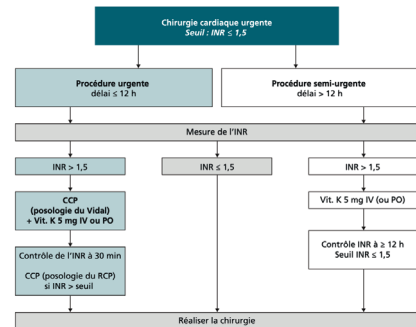 Chirurgie cardiaque urgente
Seuil : INR ≤ 1,5
Procédure urgente
délai ≤ 12 h
Procédure semi-urgente
délai > 12 h
Mesure de l'INR
INR > 1,5
INR ≤ 1,5
INR > 1,5
CCP
(posologie du Vidal)
+ Vit. K 5 mg IV ou PO
Vit. K 5 mg IV (ou PO)
Contrôle de l'INR à 30 min
CCP (posologie du RCP)
si INR > seuil
Contrôle INR à ≥ 12 h
Seuil INR ≤ 1,5
Réaliser la chirurgie